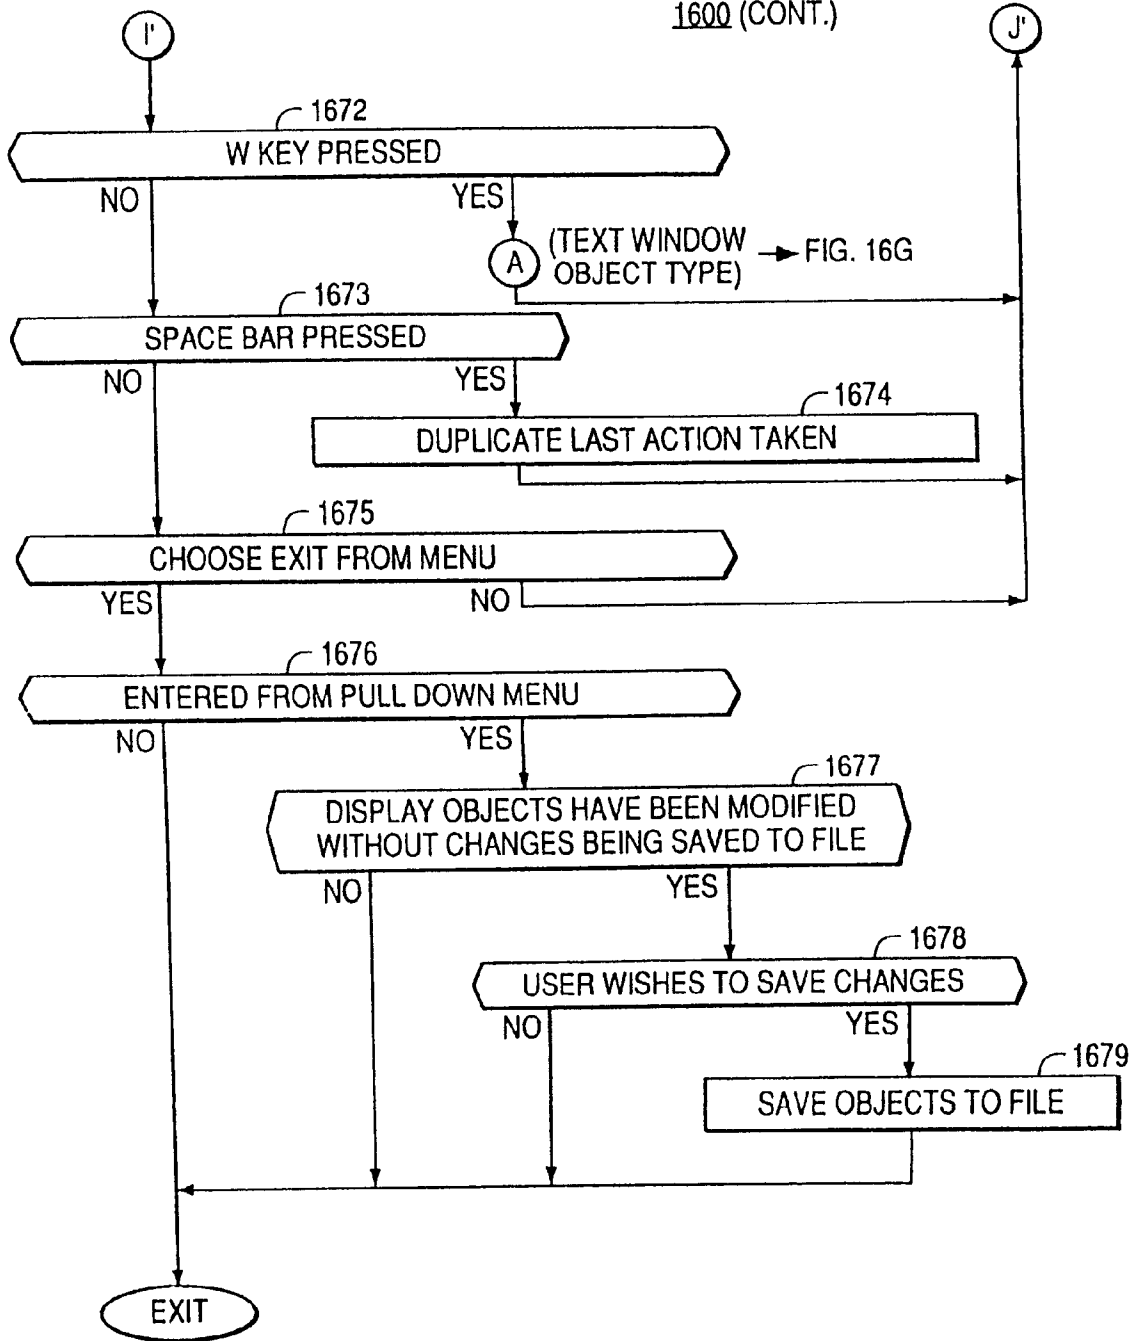 1600 (CONT.)
I'
J'
1672
W KEY PRESSED
NO
YES
A
(TEXT WINDOW
OBJECT TYPE)
FIG. 16G
1673
SPACE BAR PRESSED
NO
YES
1674
DUPLICATE LAST ACTION TAKEN
1675
CHOOSE EXIT FROM MENU
YES
NO
1676
ENTERED FROM PULL DOWN MENU
NO
YES
1677
DISPLAY OBJECTS HAVE BEEN MODIFIED
WITHOUT CHANGES BEING SAVED TO FILE
NO
YES
1678
USER WISHES TO SAVE CHANGES
NO
YES
1679
SAVE OBJECTS TO FILE
EXIT